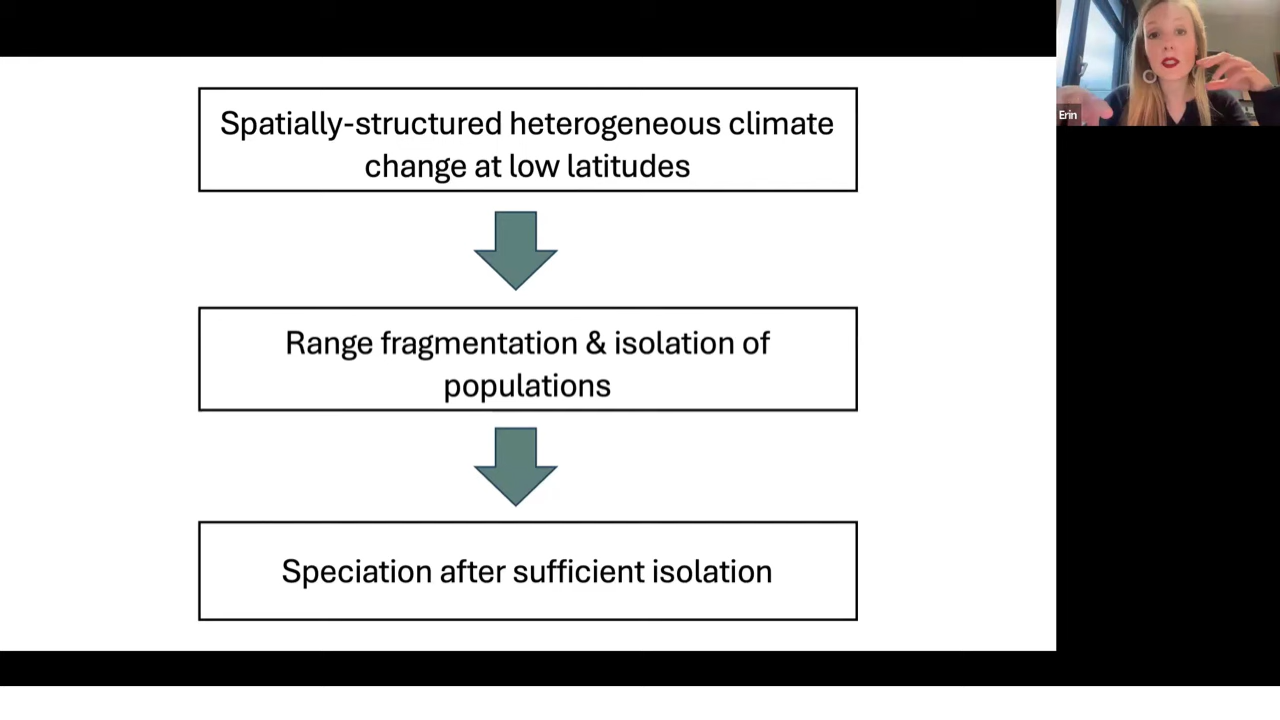 Spatially-structured heterogeneous climate
change at low latitudes
Erin
Range fragmentation & isolation of
populations
Speciation after sufficient isolation